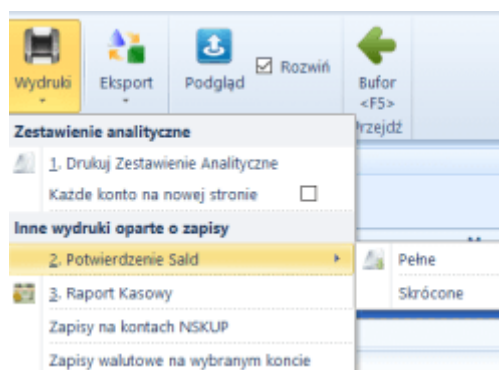 Wydruki
Eksport
Podgląd
Rozwiń
Bufor
<F5>
Przejdź
Zestawienie analityczne
1. Drukuj Zestawienie Analityczne
Każde konto na nowej stronie
Inne wydruki oparte o zapisy
2. Potwierdzenie Sald
Pełne
3. Raport Kasowy
Skrócone
Zapisy na kontach NSKUP
Zapisy walutowe na wybranym koncie